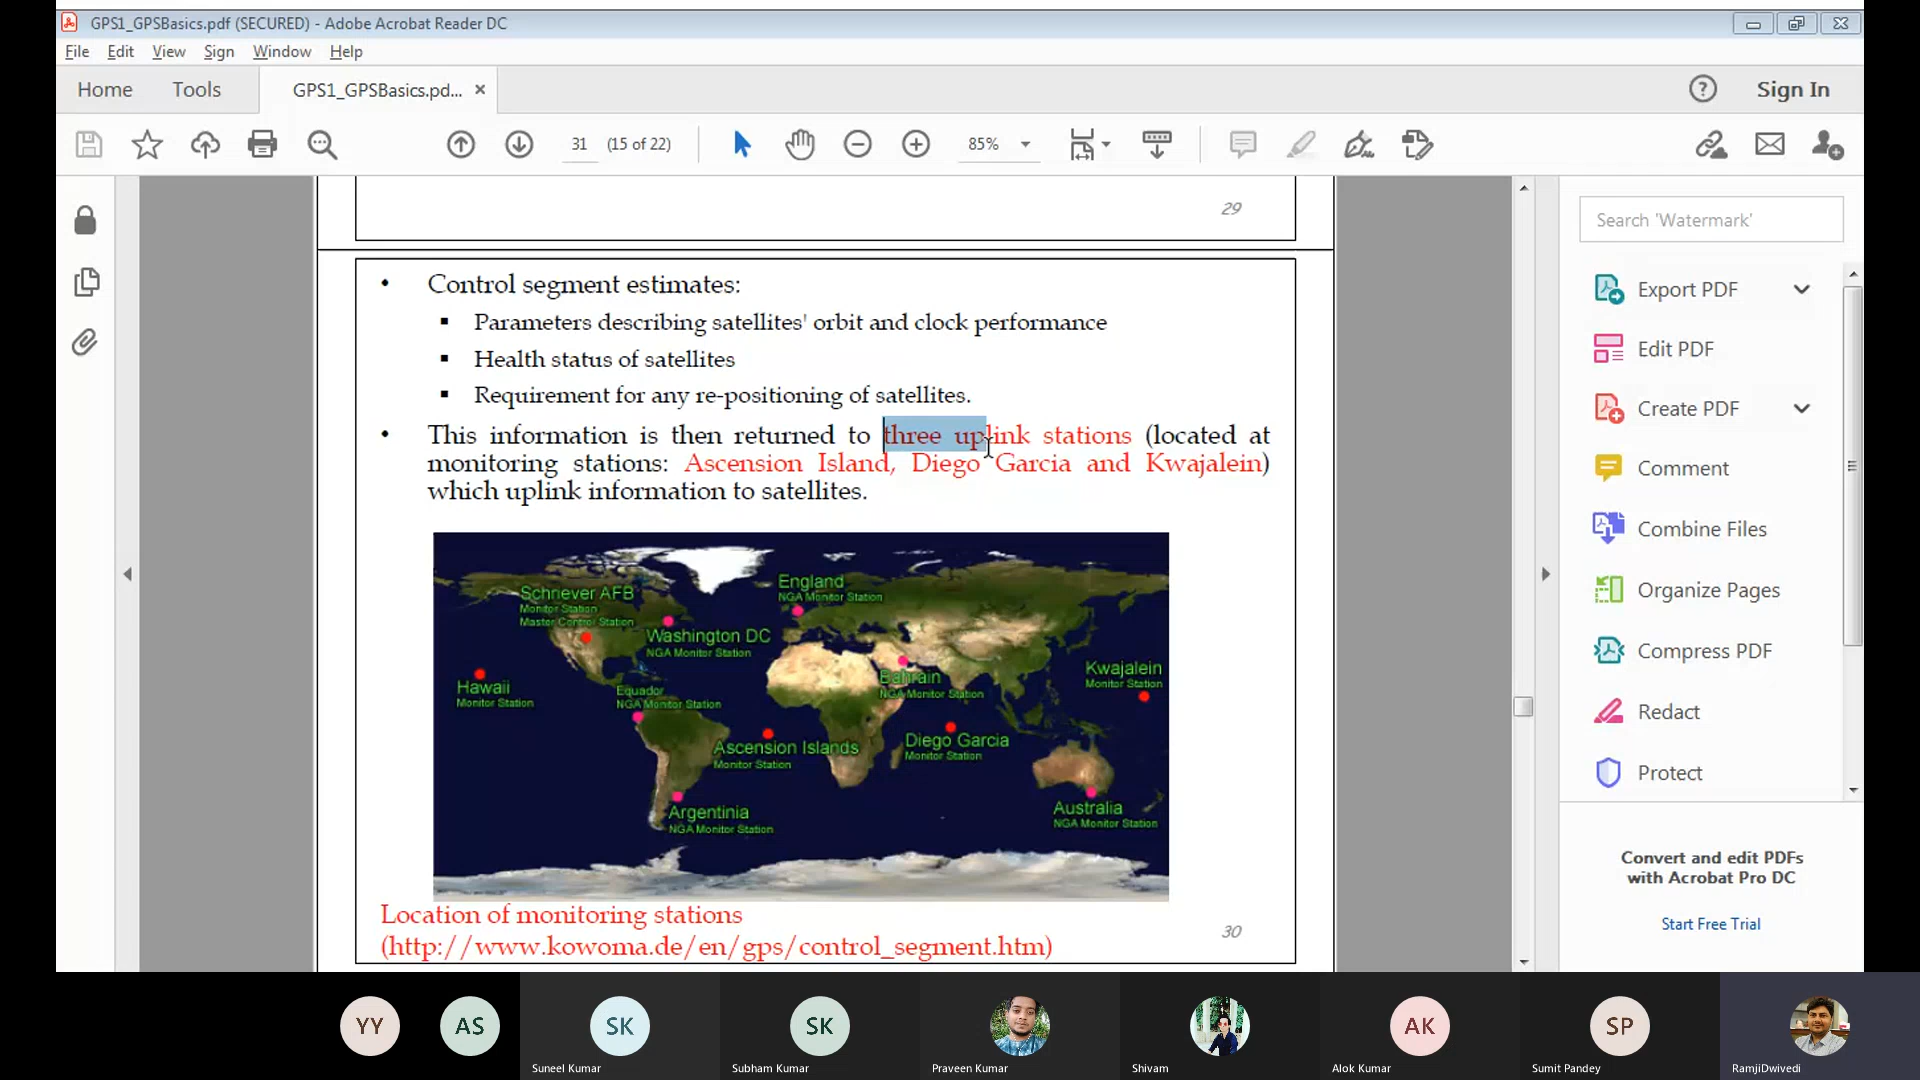 GPS1_GPSBasics.pdf (SECURED) - Adobe Acrobat Reader DC
File Edit View Sign Window Help
Home Tools GPS1_GPSBasics.pd... × ? Sign In
31 (15 of 22) 85%
29
• Control segment estimates:
▪ Parameters describing satellites' orbit and clock performance
▪ Health status of satellites
▪ Requirement for any re-positioning of satellites.
• This information is then returned to three uplink stations (located at
monitoring stations: Ascension Island, Diego Garcia and Kwajalein)
which uplink information to satellites.
Schriever AFB
Monitor Station
Master Control Station
England
NGA Monitor Station
Washington DC
NGA Monitor Station
Hawaii
Monitor Station
Equador
NGA Monitor Station
Bahrain
NGA Monitor Station
Kwajalein
Monitor Station
Ascension Islands
Monitor Station
Diego Garcia
Monitor Station
Argentinia
NGA Monitor Station
Australia
NGA Monitor Station
Location of monitoring stations
(http://www.kowoma.de/en/gps/control_segment.htm)
30
Search 'Watermark'
Export PDF
Edit PDF
Create PDF
Comment
Combine Files
Organize Pages
Compress PDF
Redact
Protect
Convert and edit PDFs
with Acrobat Pro DC
Start Free Trial
YY AS SK SK AK SP
Suneel Kumar Subham Kumar Praveen Kumar Shivam Alok Kumar Sumit Pandey RamjiDwivedi